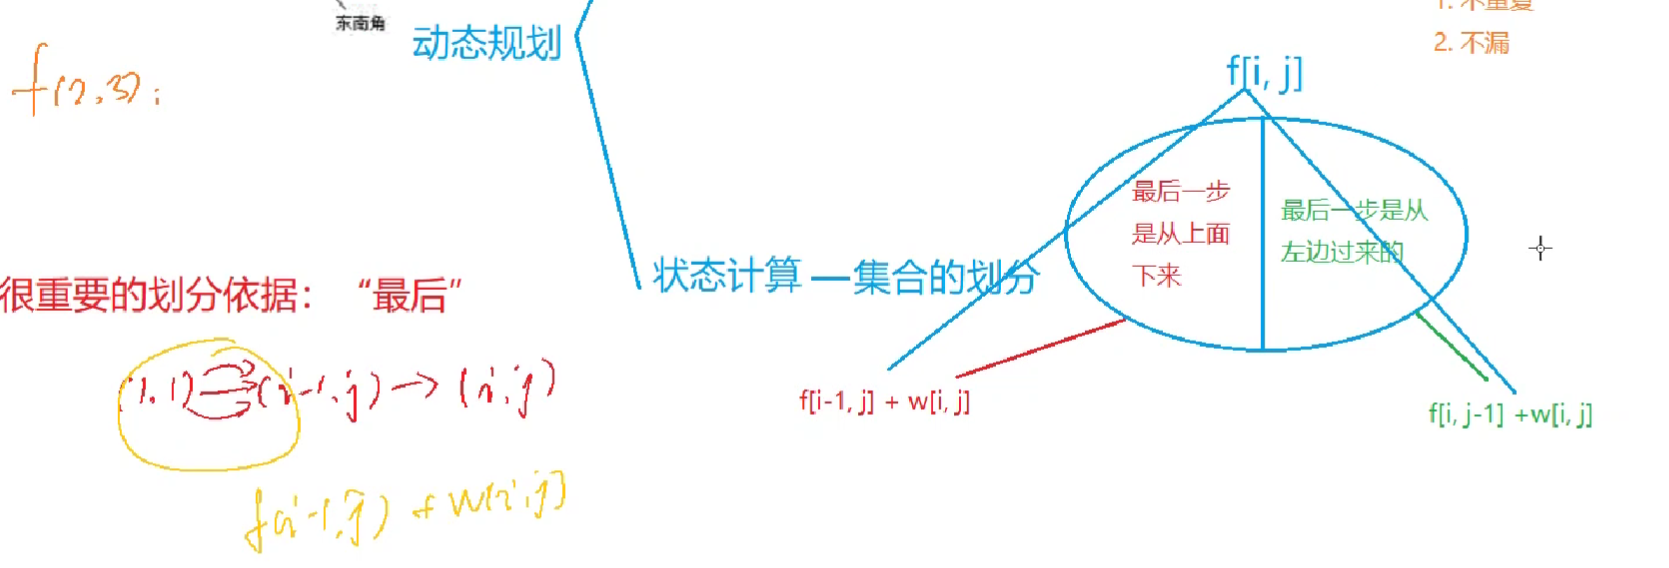 东南角
1. 不重复
2. 不漏
动态规划
f(2,3):
f[i, j]
最后一步
是从上面
下来
最后一步是从
左边过来的
状态计算 — 集合的划分
很重要的划分依据： “最后”
(1,1) → (i-1,j) → (i,j)
f[i-1, j] + w[i, j]
f[i, j-1] +w[i, j]
f(i-1,j) + w(i,j)